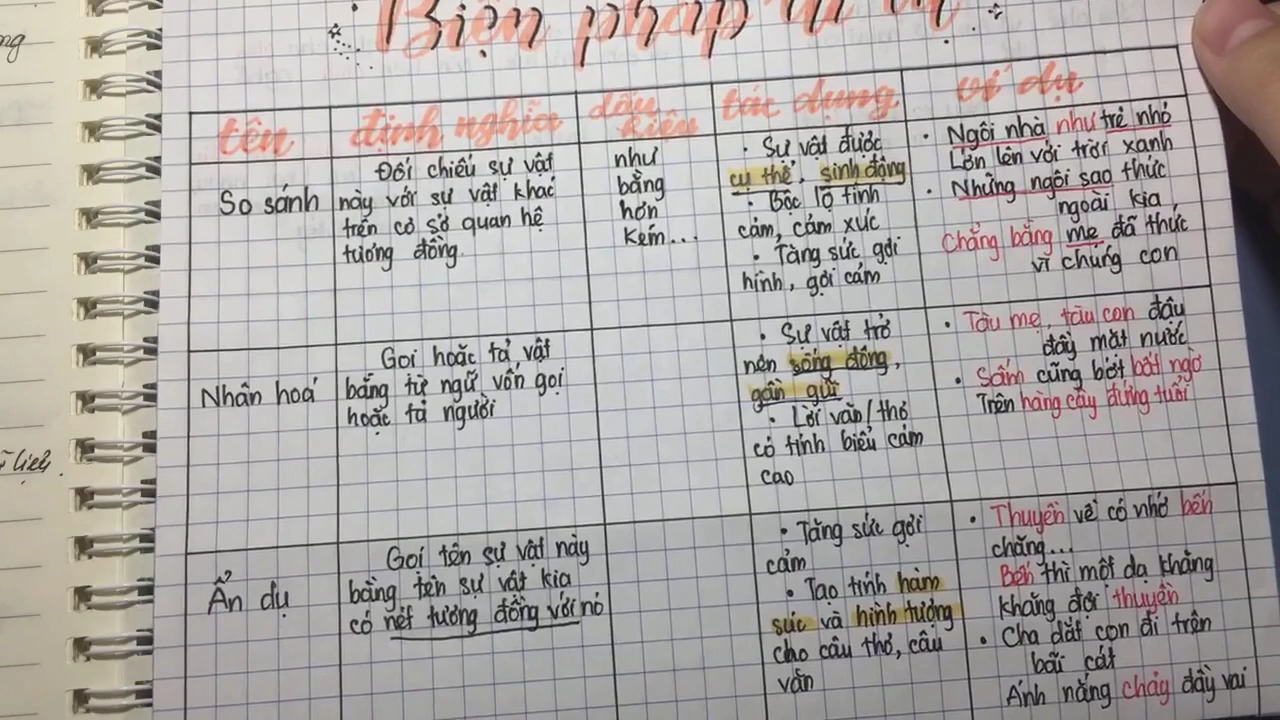 Biện pháp tu từ
tên
định nghĩa
dấu
hiệu
tác dụng
ví dụ
So sánh
Đối chiếu sự vật
này với sự vật khác
trên cơ sở quan hệ
tương đồng.
như
bằng
hơn
kém...
• Sự vật được
cụ thể, sinh động
• Bộc lộ tình
cảm, cảm xúc
• Tăng sức gợi
hình, gợi cảm
• Ngôi nhà như trẻ nhỏ
Lớn lên với trời xanh
• Những ngôi sao thức
ngoài kia
Chẳng bằng mẹ đã thức
vì chúng con
Nhân hoá
Gọi hoặc tả vật
bằng từ ngữ vốn gọi
hoặc tả người
• Sự vật trở
nên sống động,
gần gũi
• Lời văn/thơ
có tính biểu cảm
cao
• Tàu mẹ, tàu con đậu
đầy mặt nước
• Sấm cũng bớt bất ngờ
Trên hàng cây đứng tuổi
Ẩn dụ
Gọi tên sự vật này
bằng tên sự vật kia
có nét tương đồng với nó
• Tăng sức gợi
cảm
• Tạo tính hàm
súc và hình tượng
cho câu thơ, câu
văn
• Thuyền về có nhớ bến
chăng...
Bến thì một dạ khăng
khăng đợi thuyền
• Cha dắt con đi trên
bãi cát
Ánh nắng chảy đầy vai